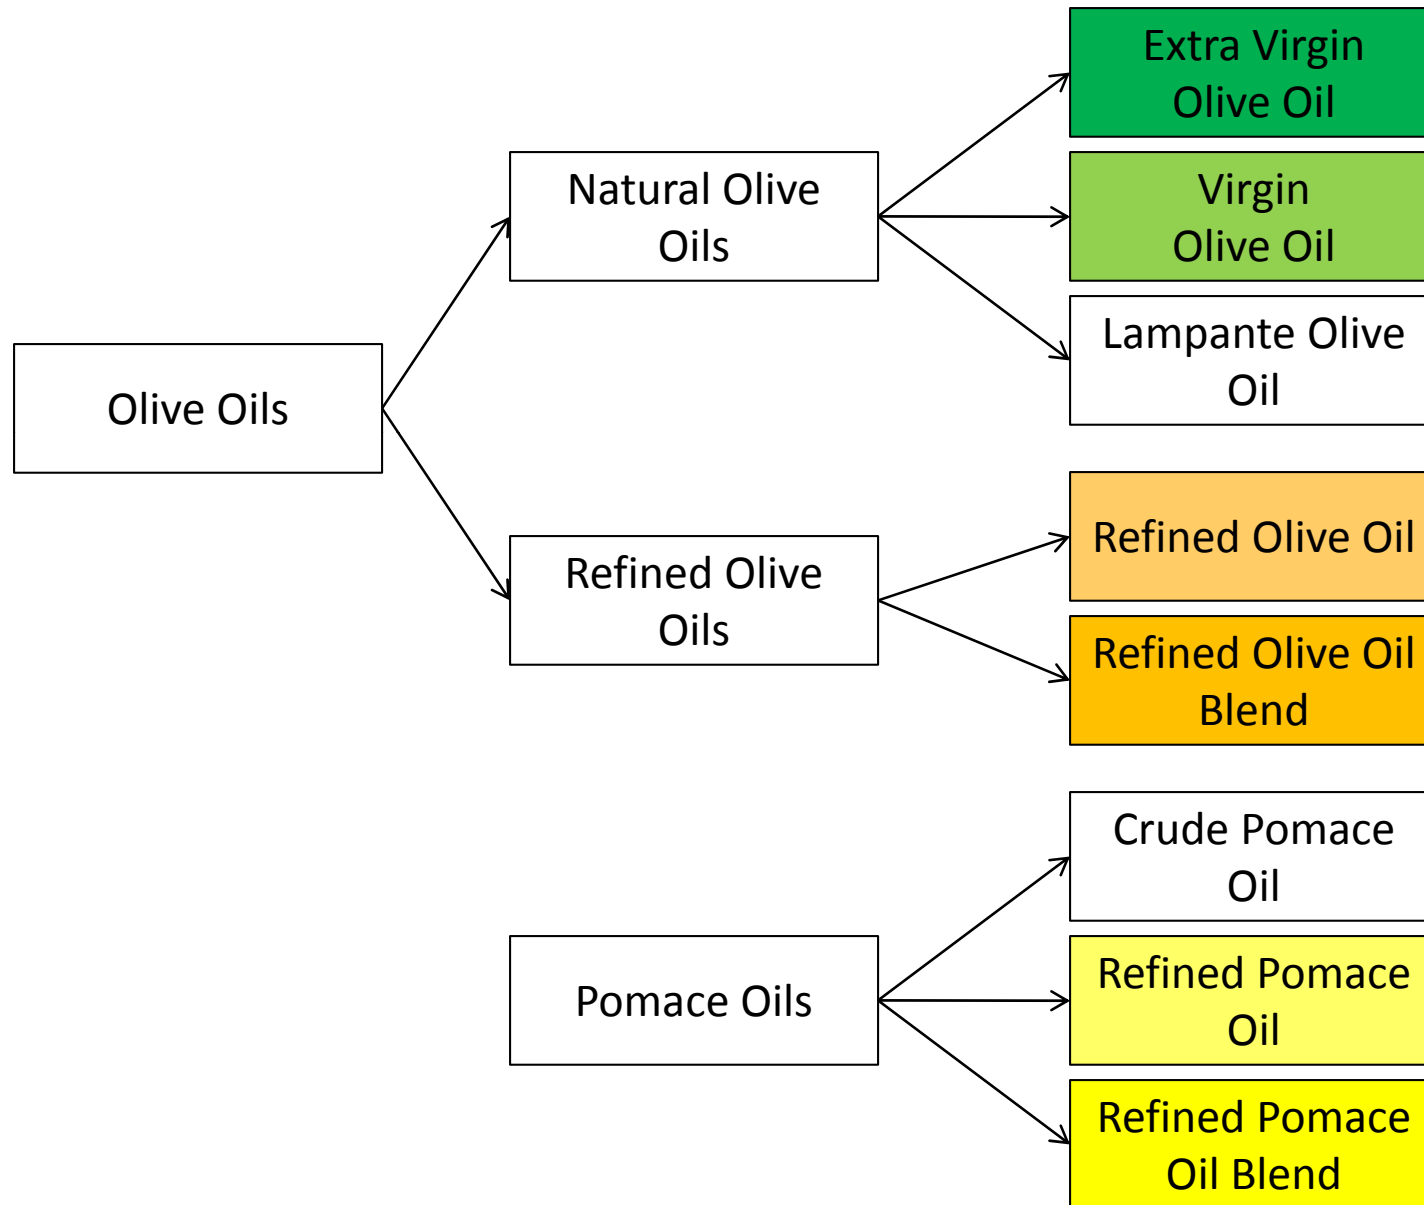 Olive Oils
Natural Olive
Oils
Extra Virgin
Olive Oil
Virgin
Olive Oil
Lampante Olive
Oil
Refined Olive
Oils
Refined Olive Oil
Refined Olive Oil
Blend
Pomace Oils
Crude Pomace
Oil
Refined Pomace
Oil
Refined Pomace
Oil Blend